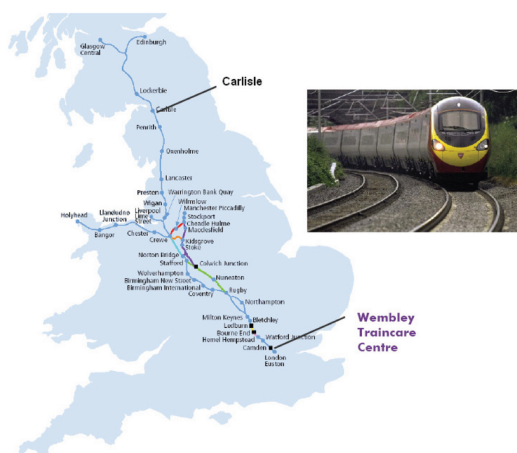 Edinburgh
Glasgow
Central
Lockerbie
Carlisle
Carlisle
Penrith
Oxenholme
Lancaster
Preston
Warrington Bank Quay
Wigan
Wilmslow
Liverpool
Lime
Street
Manchester Piccadilly
Stockport
Cheadle Hulme
Macclesfield
Holyhead
Llandudno
Junction
Bangor
Chester
Crewe
Kidsgrove
Stoke
Norton Bridge
Stafford
Colwich Junction
Wolverhampton
Nuneaton
Birmingham New Street
Birmingham International
Coventry
Rugby
Northampton
Milton Keynes
Bletchley
Ledburn
Bourne End
Hemel Hempstead
Watford Junction
Camden
London
Euston
Wembley
Traincare
Centre